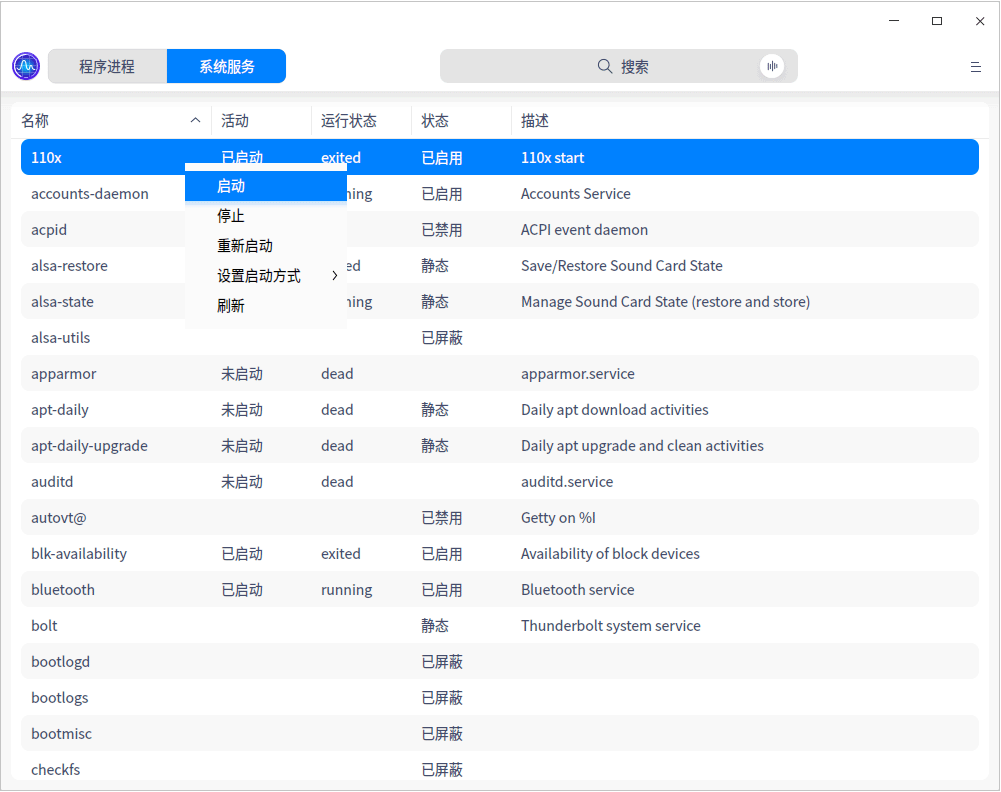 程序进程 系统服务 搜索
名称 活动 运行状态 状态 描述
110x 已启动 exited 已启用 110x start
启动
停止
重新启动
设置启动方式
刷新
accounts-daemon 已启用 Accounts Service
acpid 已禁用 ACPI event daemon
alsa-restore 静态 Save/Restore Sound Card State
alsa-state 静态 Manage Sound Card State (restore and store)
alsa-utils 已屏蔽
apparmor 未启动 dead apparmor.service
apt-daily 未启动 dead 静态 Daily apt download activities
apt-daily-upgrade 未启动 dead 静态 Daily apt upgrade and clean activities
auditd 未启动 dead auditd.service
autovt@ 已禁用 Getty on %I
blk-availability 已启动 exited 已启用 Availability of block devices
bluetooth 已启动 running 已启用 Bluetooth service
bolt 静态 Thunderbolt system service
bootlogd 已屏蔽
bootlogs 已屏蔽
bootmisc 已屏蔽
checkfs 已屏蔽